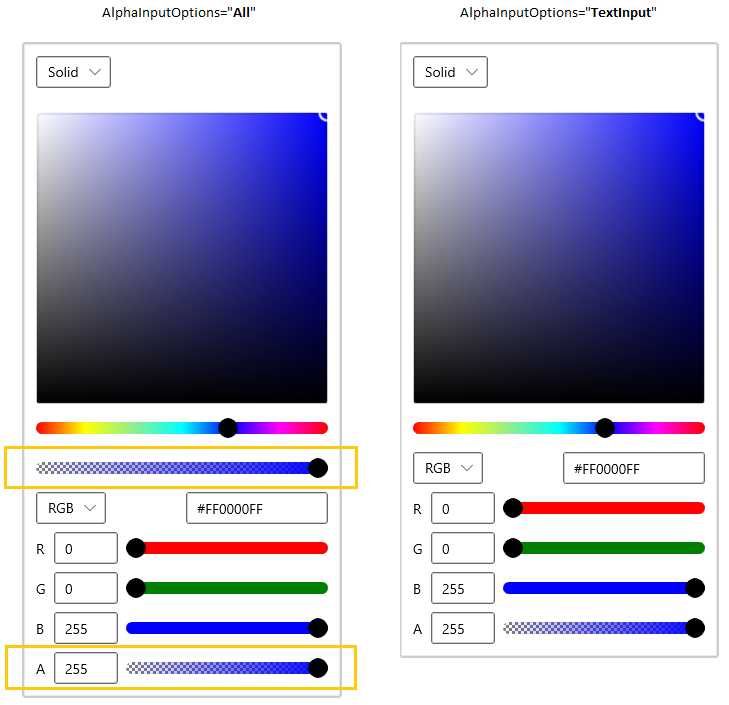 AlphaInputOptions="All"
Solid
RGB
#FF0000FF
R 0
G 0
B 255
A 255
AlphaInputOptions="TextInput"
Solid
RGB
#FF0000FF
R 0
G 0
B 255
A 255